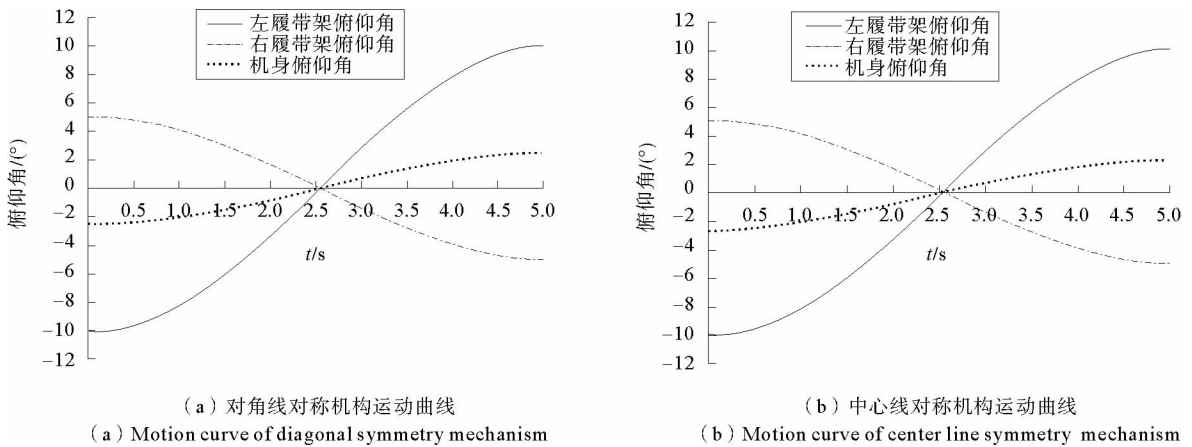 12
10
8
6
4
2
0
−2
−4
−6
−8
−10
−12
俯仰角/(°)
左履带架俯仰角
右履带架俯仰角
机身俯仰角
0.5 1.0 1.5 2.0 2.5 3.0 3.5 4.0 4.5 5.0
t/s
(a)对角线对称机构运动曲线
(a) Motion curve of diagonal symmetry mechanism
12
10
8
6
4
2
0
−2
−4
−6
−8
−10
−12
俯仰角/(°)
左履带架俯仰角
右履带架俯仰角
机身俯仰角
0.5 1.0 1.5 2.0 2.5 3.0 3.5 4.0 4.5 5.0
t/s
(b)中心线对称机构运动曲线
(b) Motion curve of center line symmetry mechanism